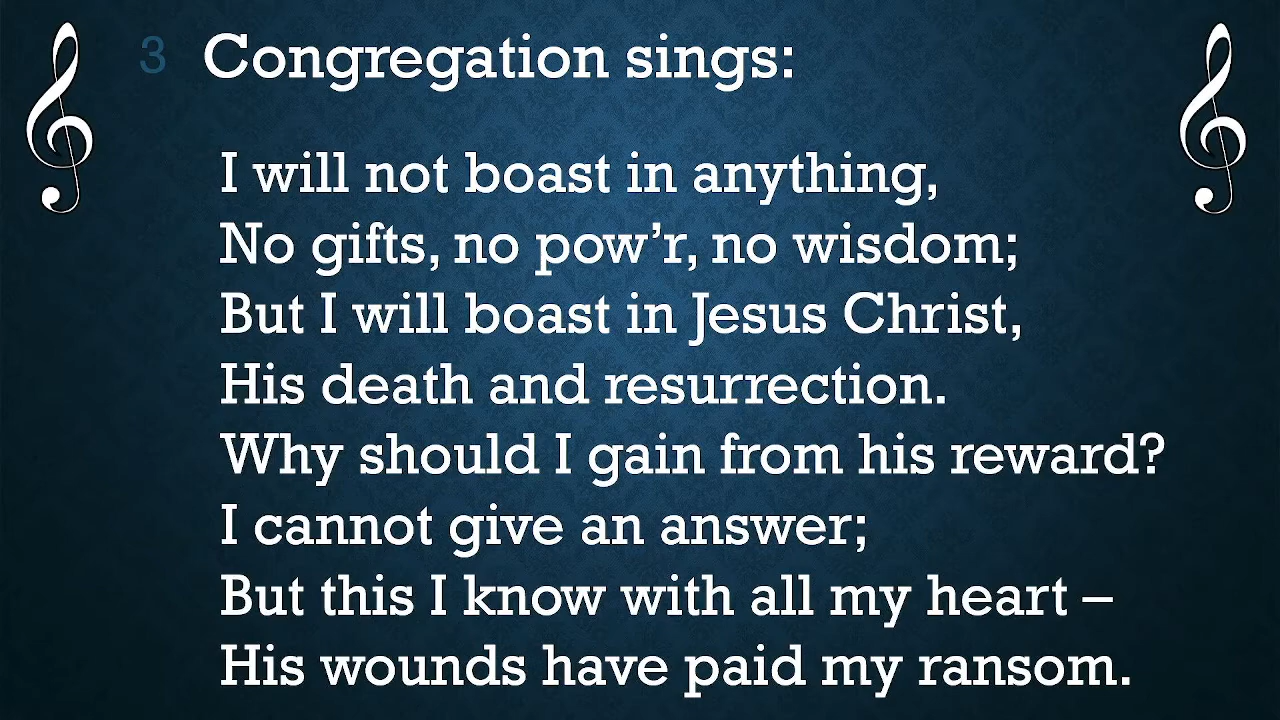 3 Congregation sings:
I will not boast in anything,
No gifts, no pow’r, no wisdom;
But I will boast in Jesus Christ,
His death and resurrection.
Why should I gain from his reward?
I cannot give an answer;
But this I know with all my heart –
His wounds have paid my ransom.